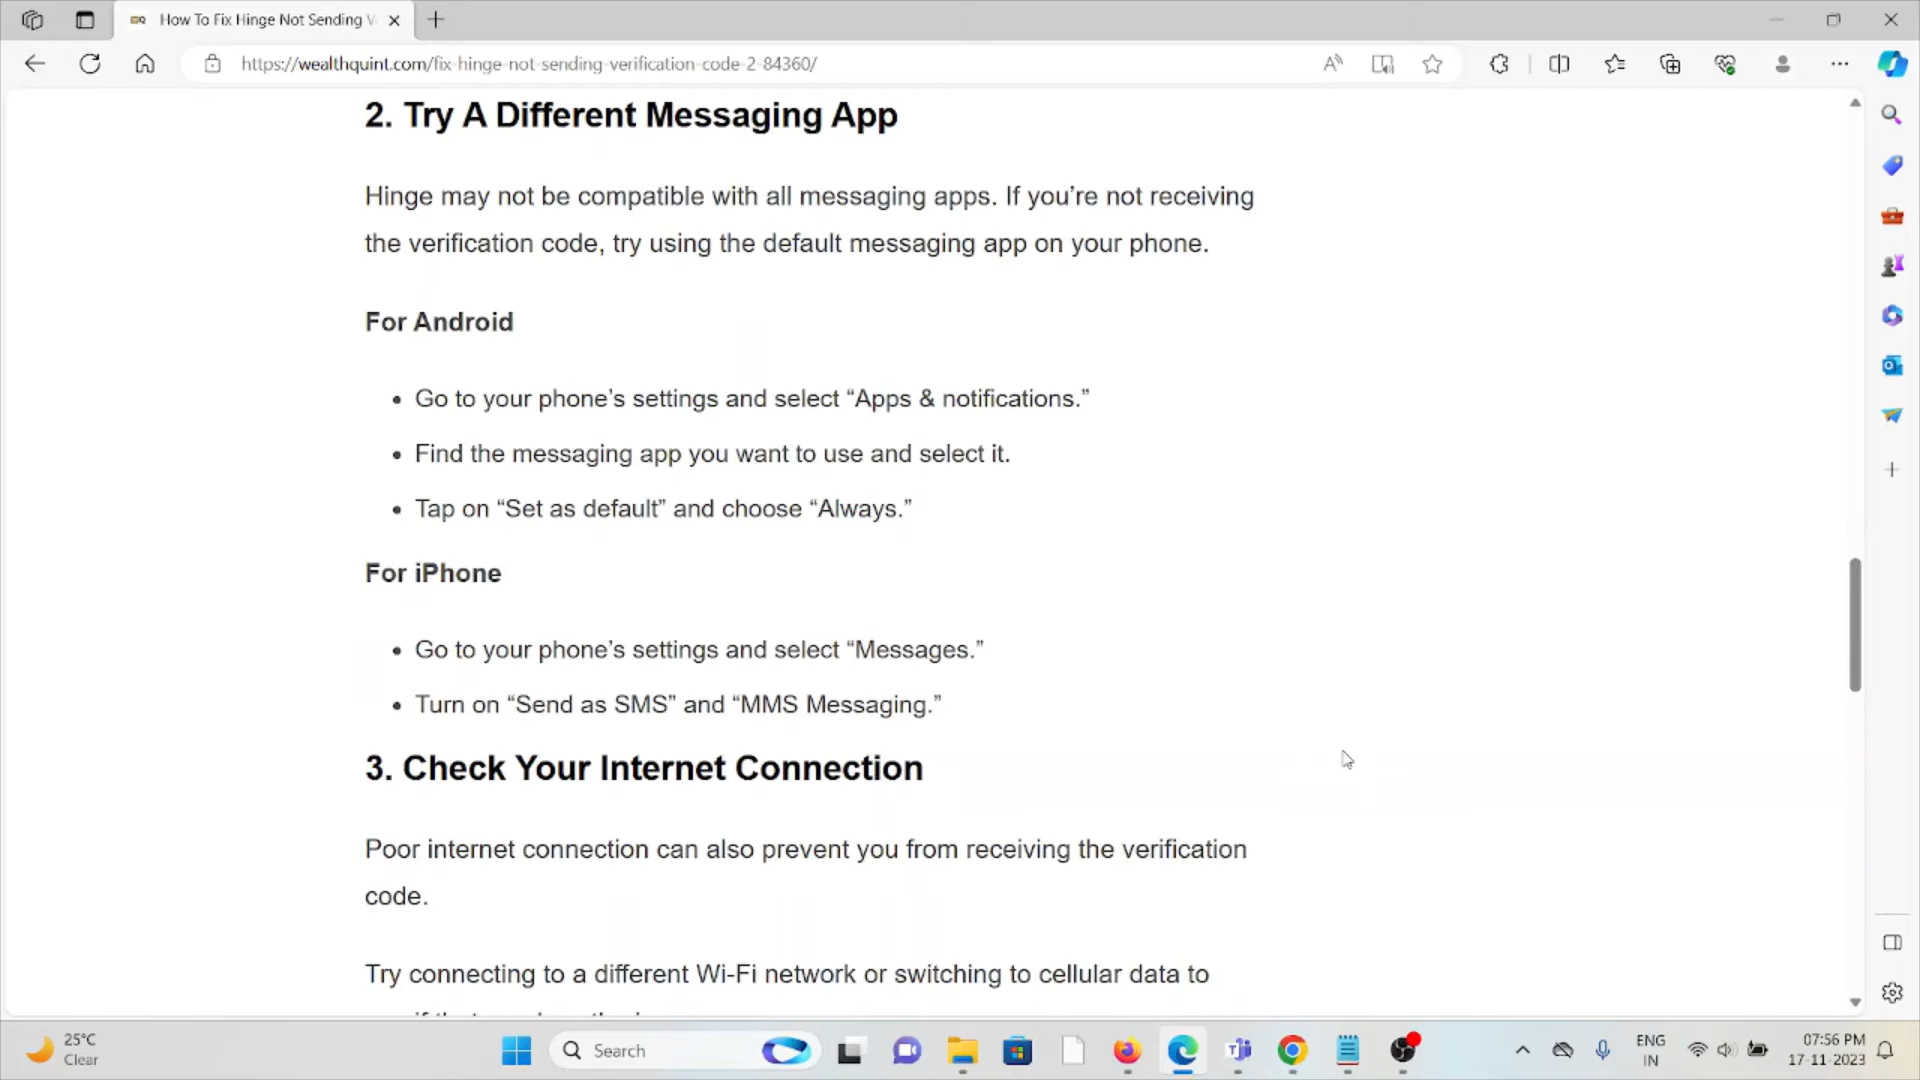 How To Fix Hinge Not Sending V
https://wealthquint.com/fix-hinge-not-sending-verification-code-2-84360/
2. Try A Different Messaging App
Hinge may not be compatible with all messaging apps. If you’re not receiving
the verification code, try using the default messaging app on your phone.
For Android
• Go to your phone’s settings and select “Apps & notifications.”
• Find the messaging app you want to use and select it.
• Tap on “Set as default” and choose “Always.”
For iPhone
• Go to your phone’s settings and select “Messages.”
• Turn on “Send as SMS” and “MMS Messaging.”
3. Check Your Internet Connection
Poor internet connection can also prevent you from receiving the verification
code.
Try connecting to a different Wi-Fi network or switching to cellular data to
25°C
Clear
Search
ENG
IN
07:56 PM
17-11-2023